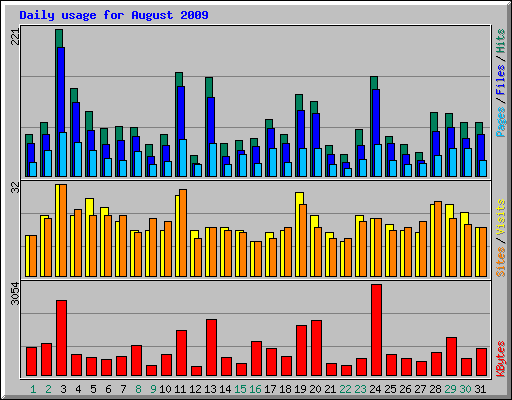 Daily usage for August 2009
221
Pages / Files / Hits
32
Sites / Visits
3054
KBytes
1 2 3 4 5 6 7 8 9 10 11 12 13 14 15 16 17 18 19 20 21 22 23 24 25 26 27 28 29 30 31